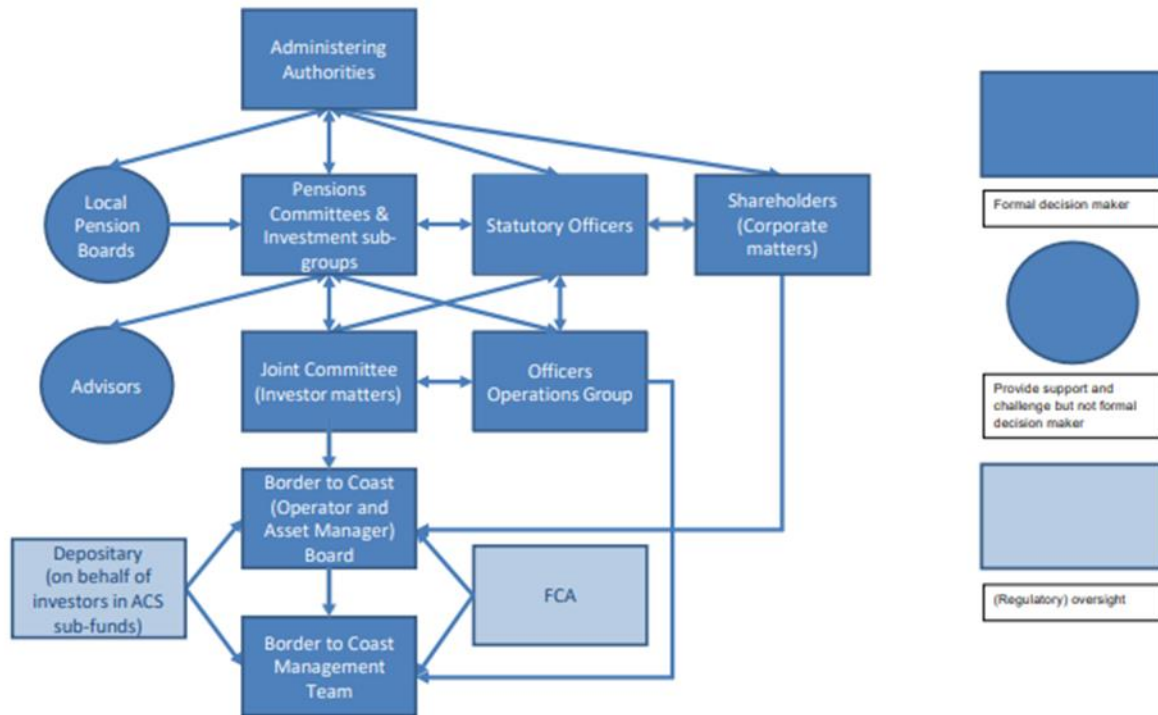 Administering
Authorities
Local
Pension
Boards
Pensions
Committees &
Investment sub-
groups
Statutory Officers
Shareholders
(Corporate
matters)
Advisors
Joint Committee
(Investor matters)
Officers
Operations Group
Border to Coast
(Operator and
Asset Manager)
Board
Depositary
(on behalf of
investors in ACS
sub-funds)
FCA
Border to Coast
Management
Team
Formal decision maker
Provide support and
challenge but not formal
decision maker
(Regulatory) oversight